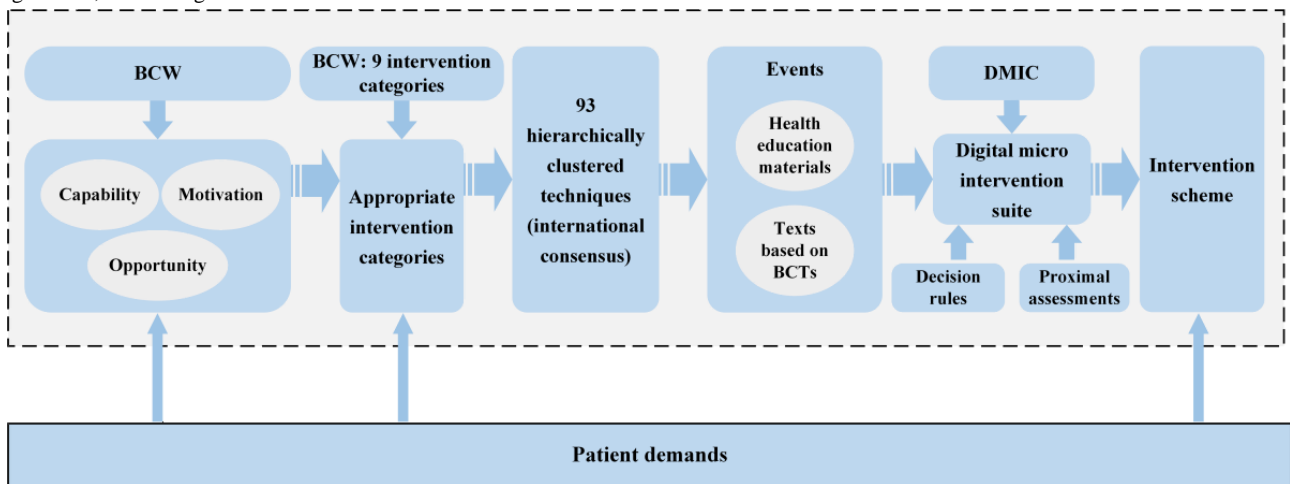 BCW
BCW: 9 intervention
categories
Capability
Motivation
Opportunity
Appropriate
intervention
categories
93
hierarchically
clustered
techniques
(international
consensus)
Events
Health
education
materials
Texts
based on
BCTs
DMIC
Digital micro
intervention
suite
Decision
rules
Proximal
assessments
Intervention
scheme
Patient demands